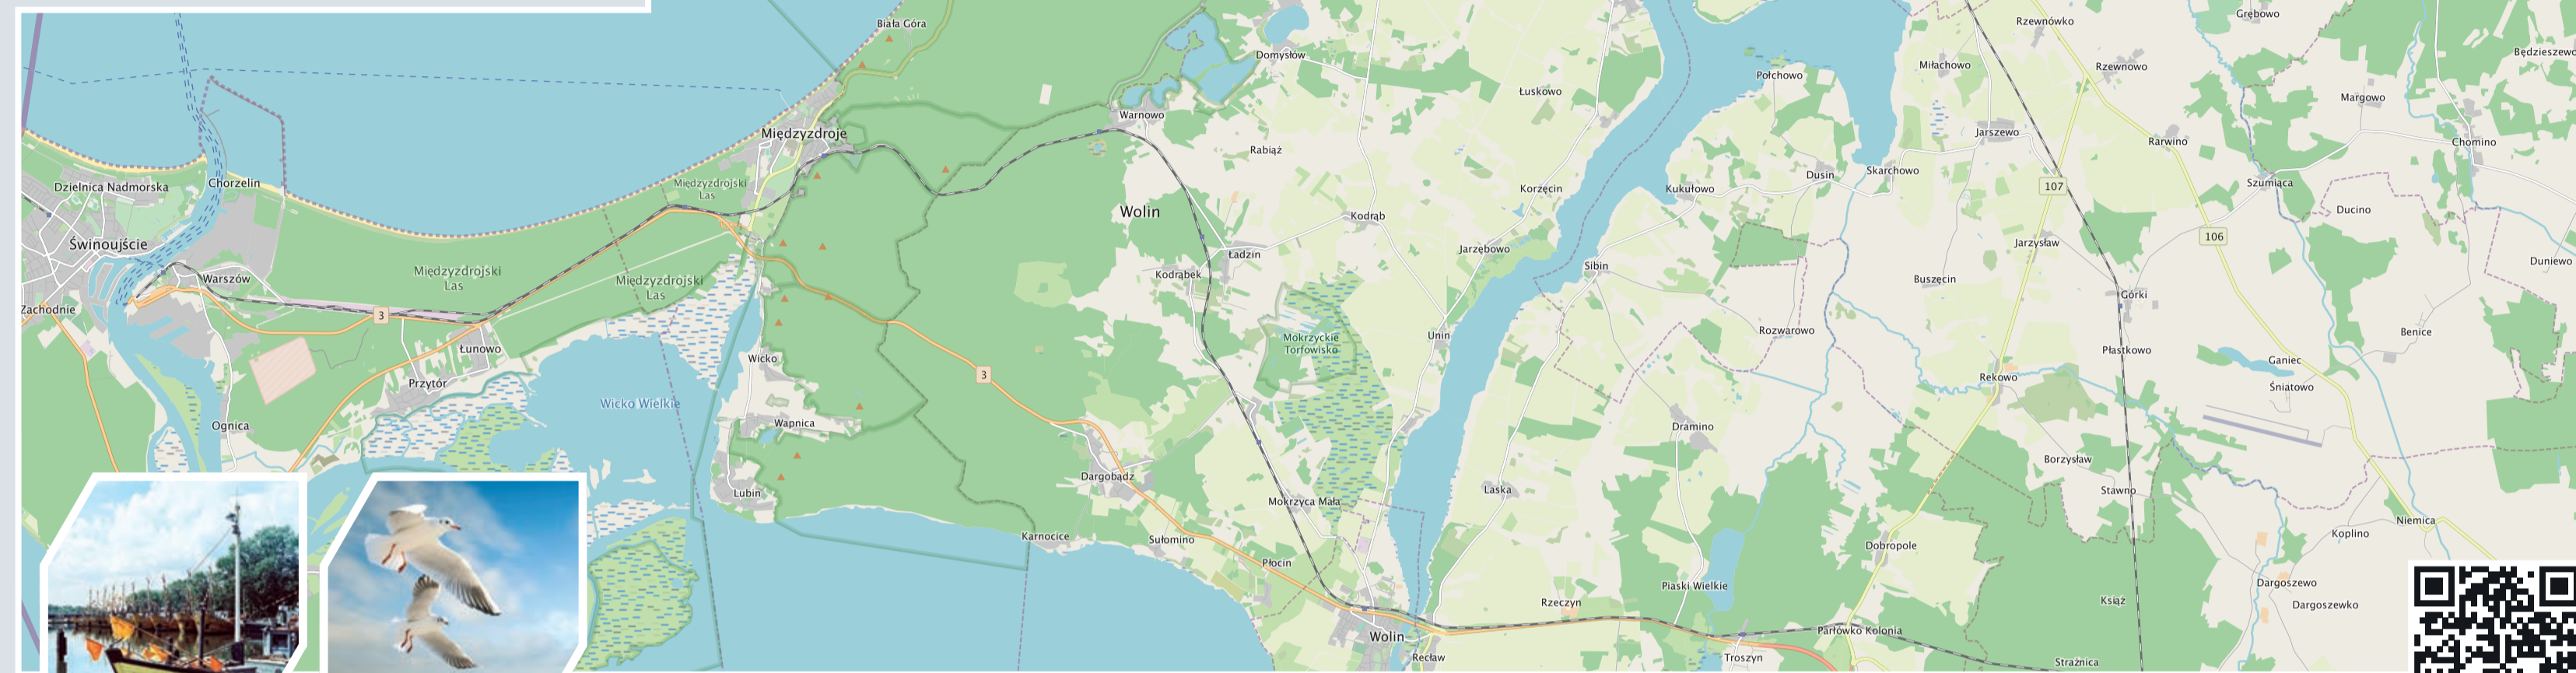 Biała Góra
Rzewnówko
Grębowo
Będzieszewo
Domysłów
Połchowo
Miłachowo
Rzewnowo
Łuskowo
Margowo
Warnowo
Międzyzdroje
Jarszewo
Rarwino
Chomino
Rabiąż
Skarchowo
Dusin
Szumiąca
Dzielnica Nadmorska
Chorzelin
Międzyzdrojski
Las
Korzęcin
Kukułowo
107
Wolin
Kodrąb
Ducino
106
Świnoujście
Jarzębowo
Jarzysław
Ładzin
Duniewo
Międzyzdrojski
Las
Warszów
Międzyzdrojski
Las
Kodrąbek
Sibin
Buszęcin
Górki
Zachodnie
3
Rozwarowo
Benice
Unin
Mokrzyckie
Torfowisko
Łunowo
Wicko
Płastkowo
Ganiec
3
Przytór
Rekowo
Śniatowo
Wicko Wielkie
Ognica
Wapnica
Dramino
Borzysław
Dargobądz
Lubin
Laska
Stawno
Mokrzyca Mała
Niemica
Karnocice
Sułomino
Koplino
Dobropole
Płocin
Piaski Wielkie
Dargoszewo
Rzeczyn
Książ
Dargoszewko
Wolin
Parłówko Kolonia
Recław
Troszyn
Strażnica